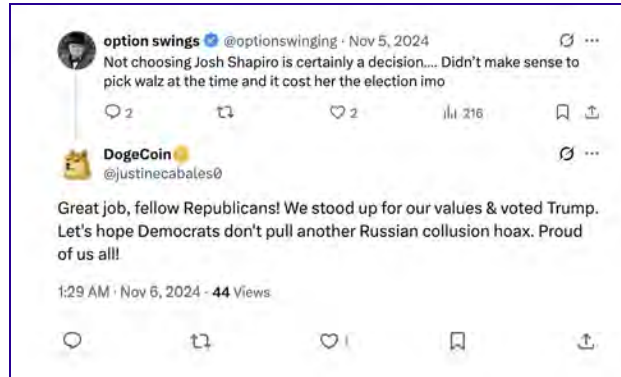 option swings @optionswinging · Nov 5, 2024
Not choosing Josh Shapiro is certainly a decision.... Didn't make sense to
pick walz at the time and it cost her the election imo
2 2 216
DogeCoin
@justinecabales0
Great job, fellow Republicans! We stood up for our values & voted Trump.
Let's hope Democrats don't pull another Russian collusion hoax. Proud
of us all!
1:29 AM · Nov 6, 2024 · 44 Views
1